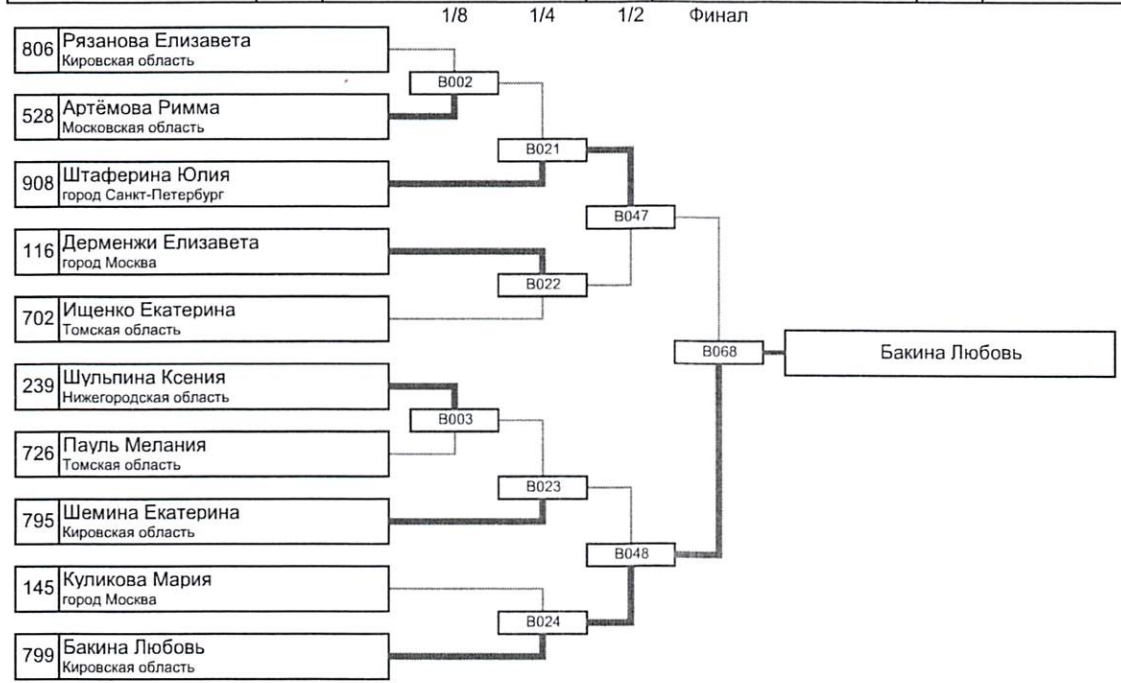 1/8 1/4 1/2 Финал
806 Рязанова Елизавета
Кировская область
B002
528 Артёмова Римма
Московская область
B021
908 Штаферина Юлия
город Санкт-Петербург
B047
116 Дерменжи Елизавета
город Москва
B022
702 Ищенко Екатерина
Томская область
B068 Бакина Любовь
239 Шульпина Ксения
Нижегородская область
B003
726 Пауль Мелания
Томская область
B023
795 Шемина Екатерина
Кировская область
B048
145 Куликова Мария
город Москва
B024
799 Бакина Любовь
Кировская область